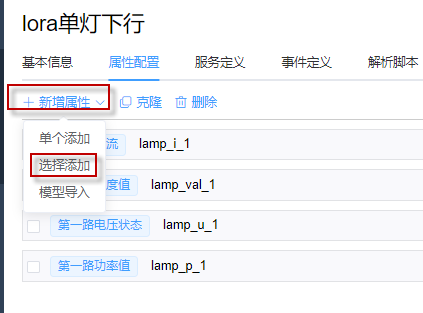 lora单灯下行
基本信息 属性配置 服务定义 事件定义 解析脚本
新增属性 克隆 删除
单个添加
流 lamp_i_1
选择添加
度值 lamp_val_1
模型导入
第一路电压状态 lamp_u_1
第一路功率值 lamp_p_1